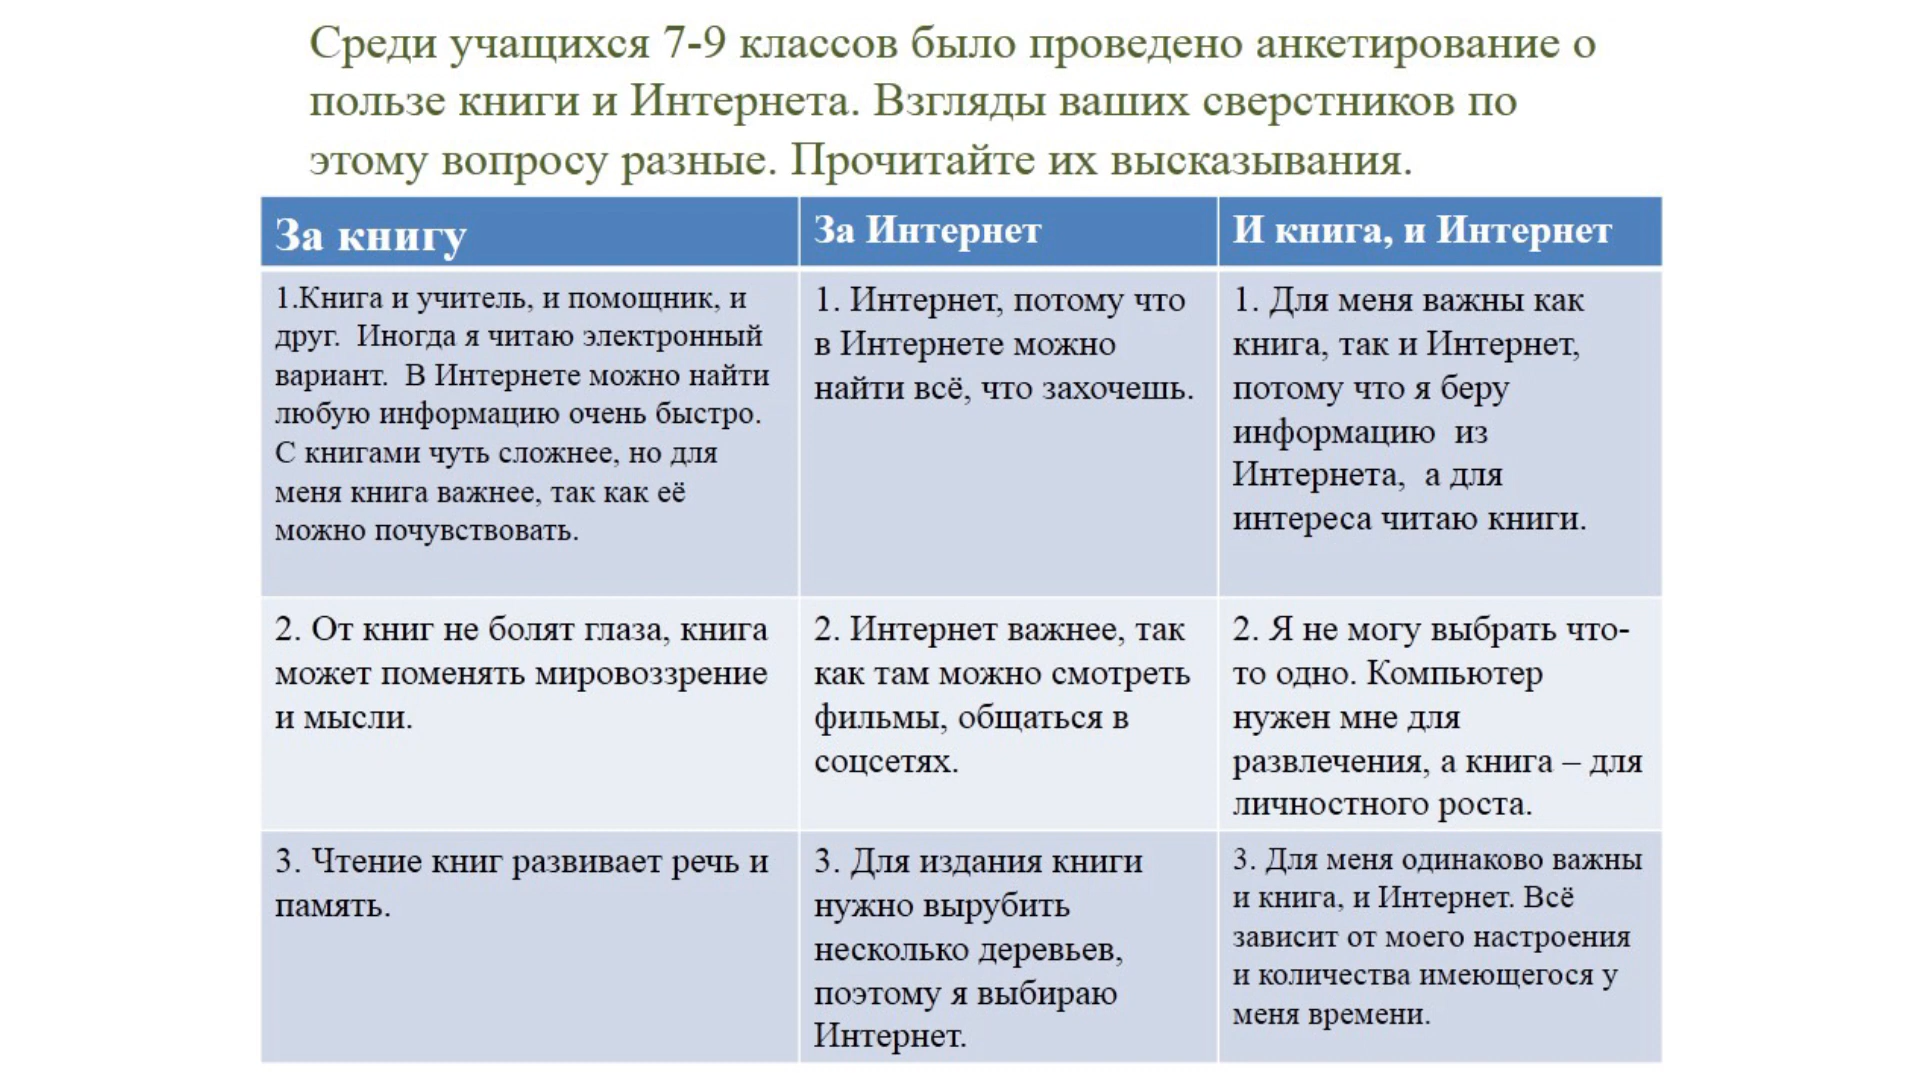 Среди учащихся 7-9 классов было проведено анкетирование о
пользе книги и Интернета. Взгляды ваших сверстников по
этому вопросу разные. Прочитайте их высказывания.
За книгу
За Интернет
И книга, и Интернет
1.Книга и учитель, и помощник, и
друг. Иногда я читаю электронный
вариант. В Интернете можно найти
любую информацию очень быстро.
С книгами чуть сложнее, но для
меня книга важнее, так как её
можно почувствовать.
1. Интернет, потому что
в Интернете можно
найти всё, что захочешь.
1. Для меня важны как
книга, так и Интернет,
потому что я беру
информацию из
Интернета, а для
интереса читаю книги.
2. От книг не болят глаза, книга
может поменять мировоззрение
и мысли.
2. Интернет важнее, так
как там можно смотреть
фильмы, общаться в
соцсетях.
2. Я не могу выбрать что-
то одно. Компьютер
нужен мне для
развлечения, а книга – для
личностного роста.
3. Чтение книг развивает речь и
память.
3. Для издания книги
нужно вырубить
несколько деревьев,
поэтому я выбираю
Интернет.
3. Для меня одинаково важны
и книга, и Интернет. Всё
зависит от моего настроения
и количества имеющегося у
меня времени.